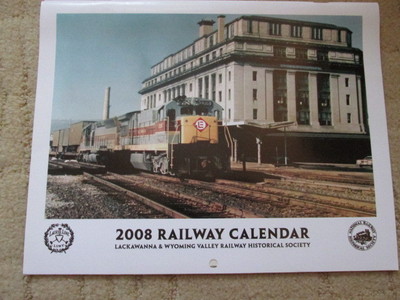 2008 RAILWAY CALENDAR
LACKAWANNA & WYOMING VALLEY RAILWAY HISTORICAL SOCIETY